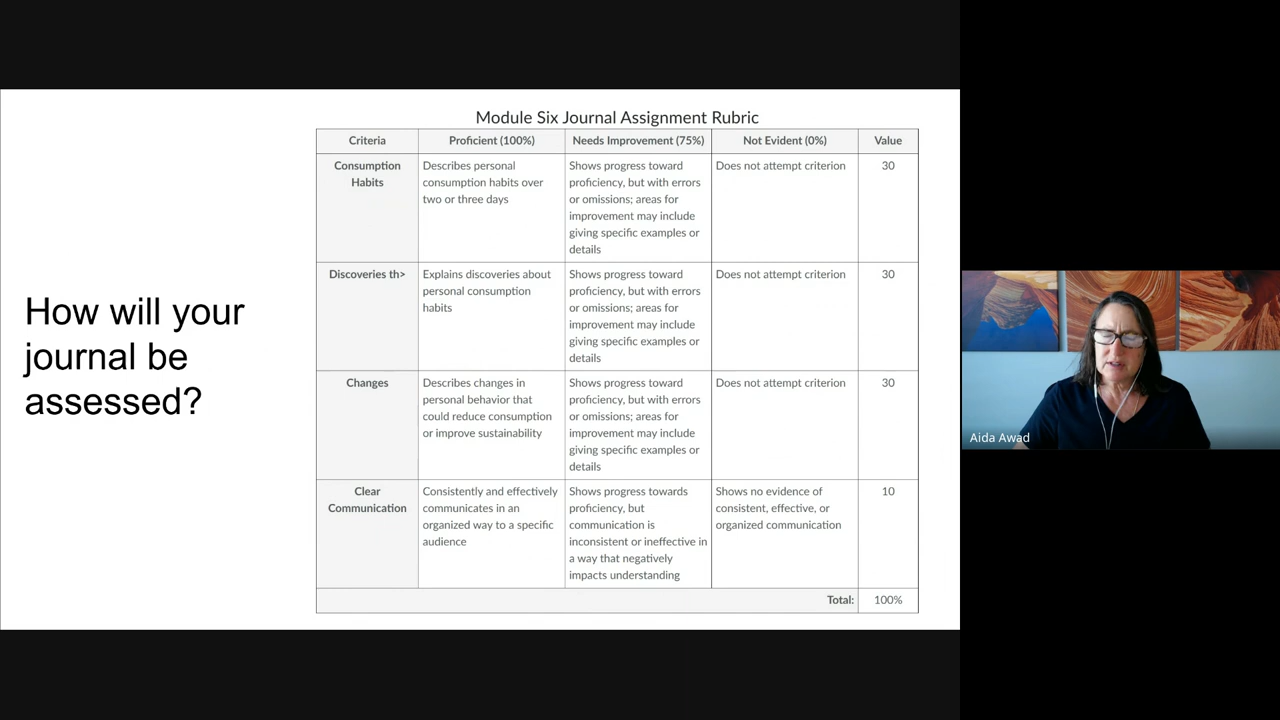 How will your
journal be
assessed?
Module Six Journal Assignment Rubric
Criteria
Proficient (100%)
Needs Improvement (75%)
Not Evident (0%)
Value
Consumption
Habits
Describes personal
consumption habits over
two or three days
Shows progress toward
proficiency, but with errors
or omissions; areas for
improvement may include
giving specific examples or
details
Does not attempt criterion
30
Discoveries th>
Explains discoveries about
personal consumption
habits
Shows progress toward
proficiency, but with errors
or omissions; areas for
improvement may include
giving specific examples or
details
Does not attempt criterion
30
Changes
Describes changes in
personal behavior that
could reduce consumption
or improve sustainability
Shows progress toward
proficiency, but with errors
or omissions; areas for
improvement may include
giving specific examples or
details
Does not attempt criterion
30
Clear
Communication
Consistently and effectively
communicates in an
organized way to a specific
audience
Shows progress towards
proficiency, but
communication is
inconsistent or ineffective in
a way that negatively
impacts understanding
Shows no evidence of
consistent, effective, or
organized communication
10
Total:
100%
Aida Awad